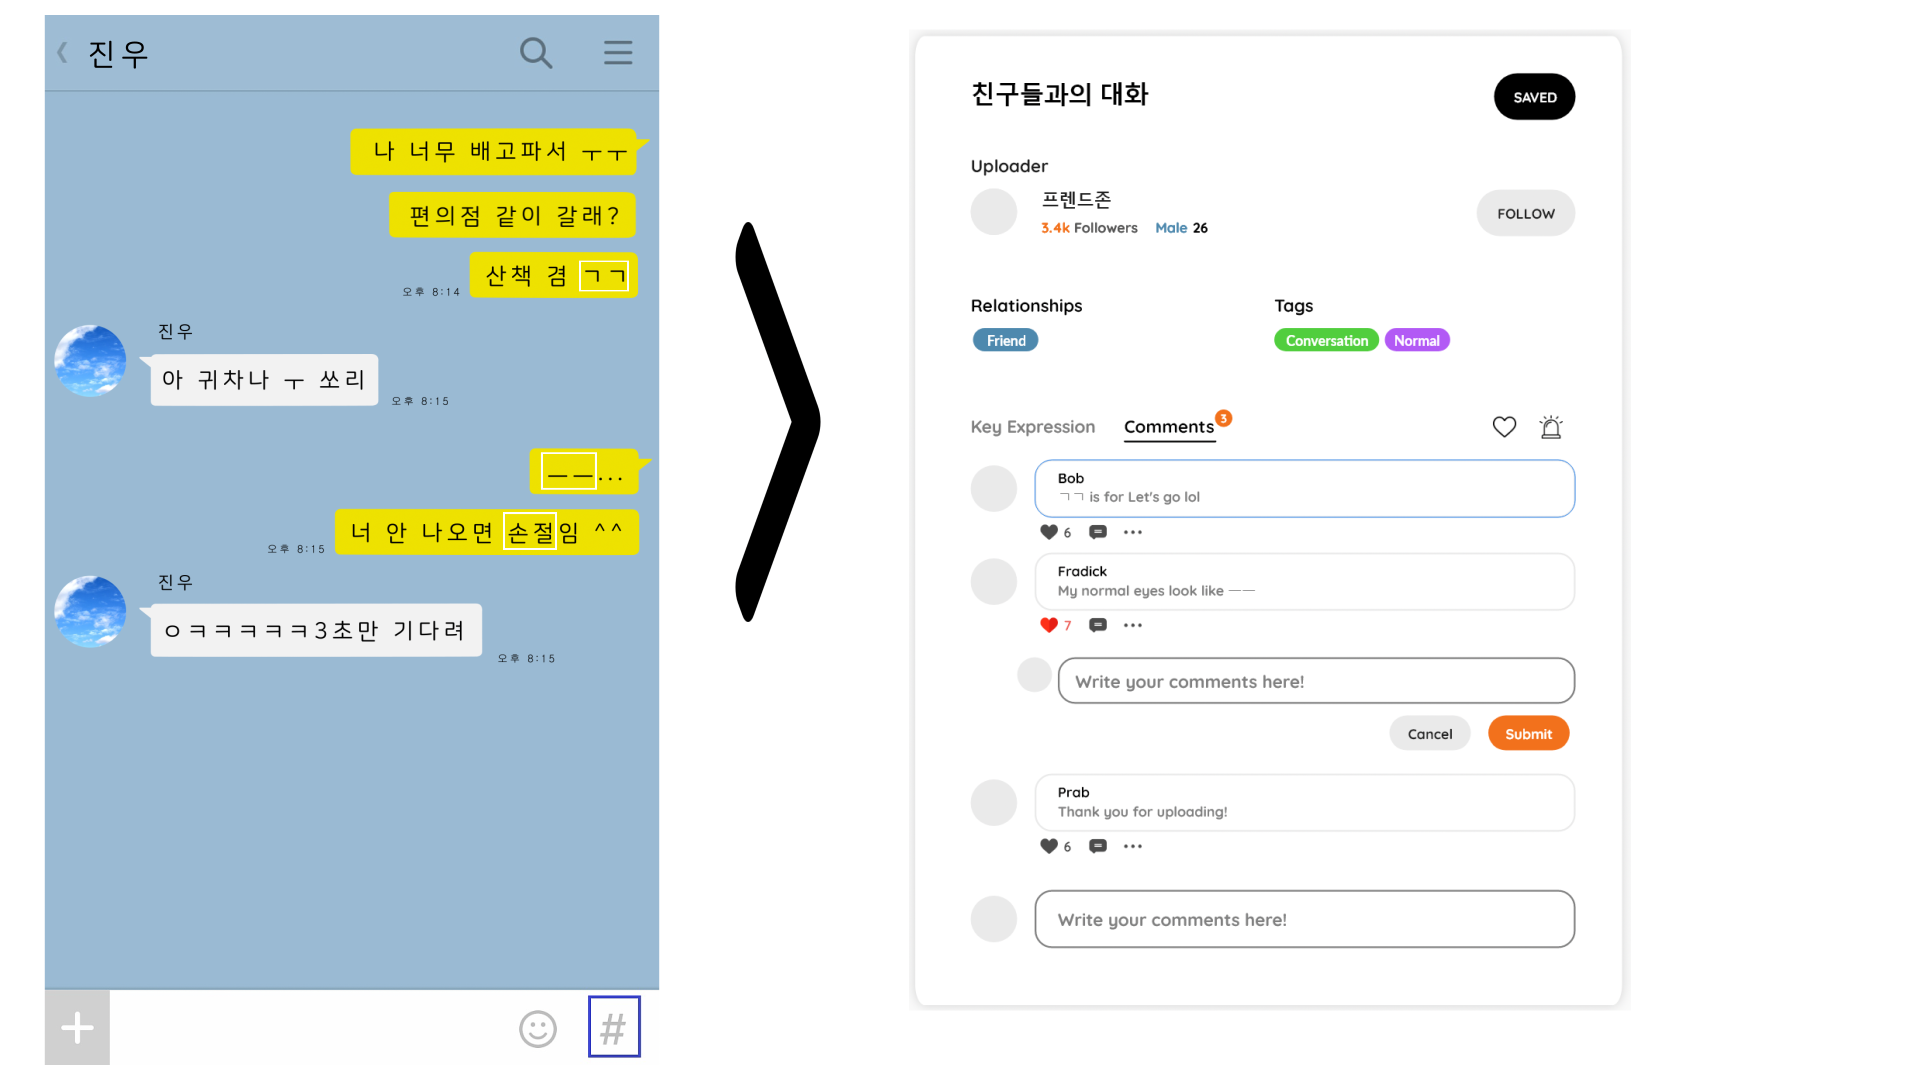 진우
나 너무 배고파서 ㅜㅜ
편의점 같이 갈래?
산책 겸 ㄱㄱ
오후 8:14
진우
아 귀차나 ㅜ 쏘리
오후 8:15
ㅡㅡ...
너 안 나오면 손절임 ^^
오후 8:15
진우
ㅇㅋㅋㅋㅋㅋ3초만 기다려
오후 8:15
#
친구들과의 대화
SAVED
Uploader
프렌드존
3.4k Followers Male 26
FOLLOW
Relationships
Friend
Tags
Conversation Normal
Key Expression Comments 3
Bob
ㄱㄱ is for Let's go lol
6
Fradick
My normal eyes look like ㅡㅡ
7
Write your comments here!
Cancel Submit
Prab
Thank you for uploading!
6
Write your comments here!